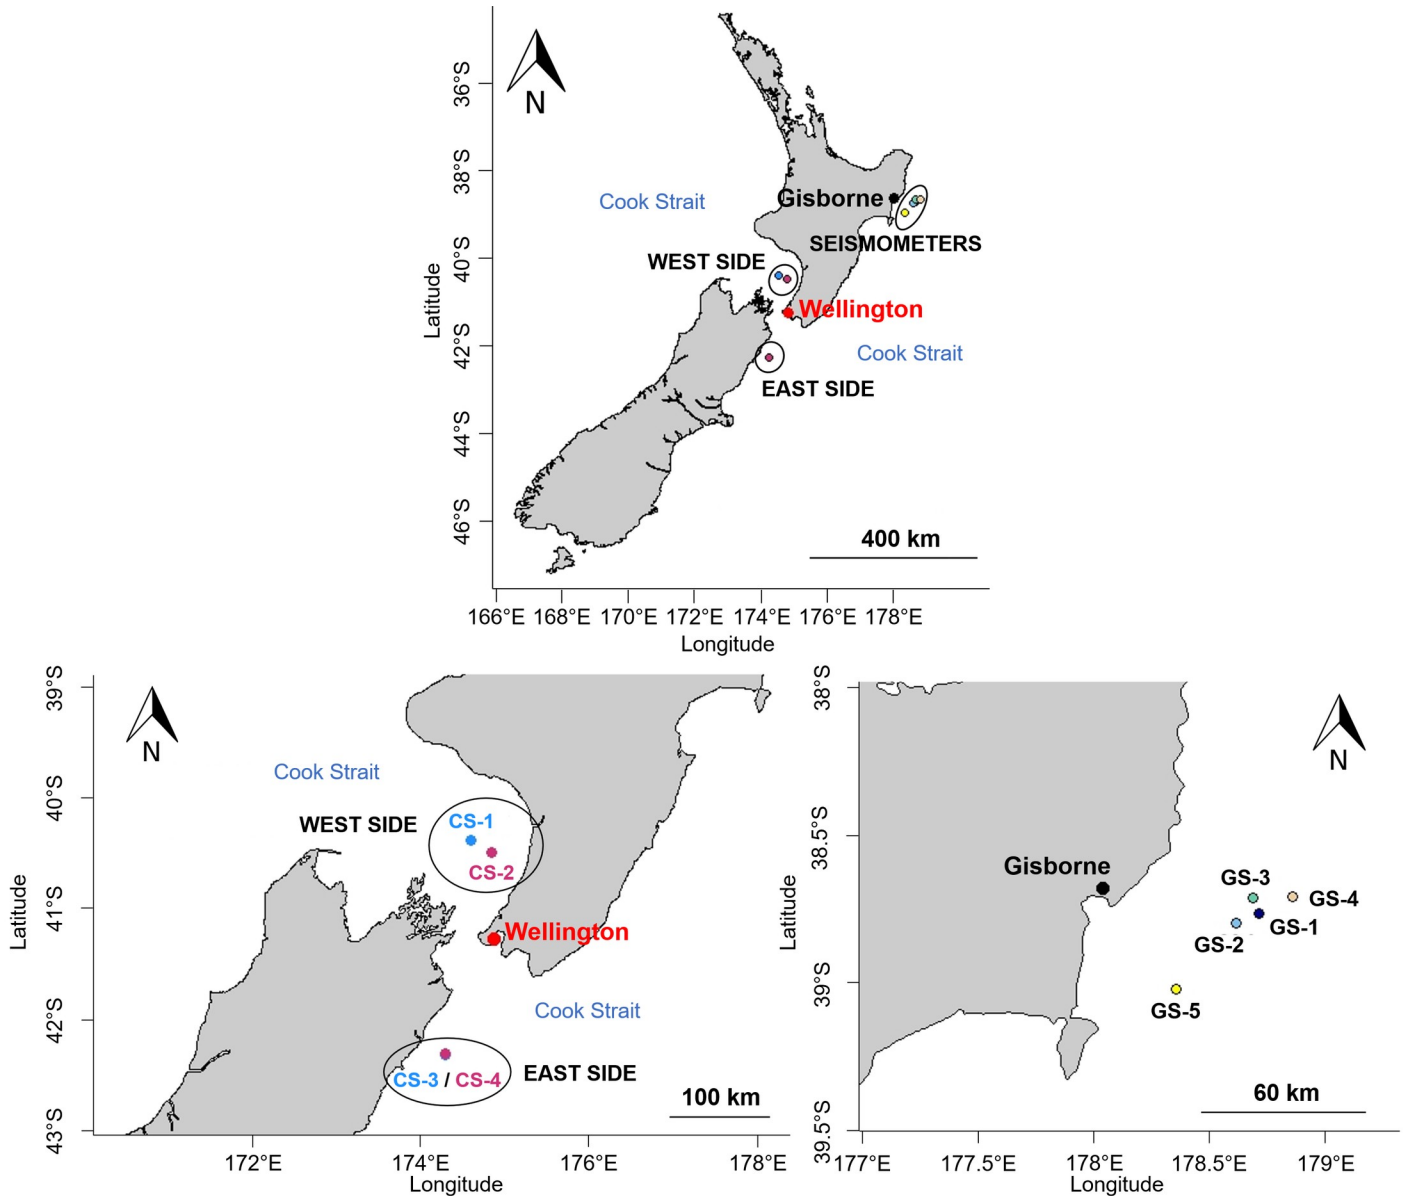 N
36°S
38°S
40°S
42°S
44°S
46°S
Latitude
Cook Strait
Gisborne
SEISMOMETERS
WEST SIDE
Wellington
Cook Strait
EAST SIDE
400 km
166°E 168°E 170°E 172°E 174°E 176°E 178°E
Longitude
39°S
40°S
41°S
42°S
43°S
Latitude
N
Cook Strait
WEST SIDE
CS-1
CS-2
Wellington
Cook Strait
CS-3 / CS-4
EAST SIDE
100 km
172°E 174°E 176°E 178°E
Longitude
38°S
38.5°S
39°S
39.5°S
Latitude
N
Gisborne
GS-3
GS-4
GS-1
GS-2
GS-5
60 km
177°E 177.5°E 178°E 178.5°E 179°E
Longitude